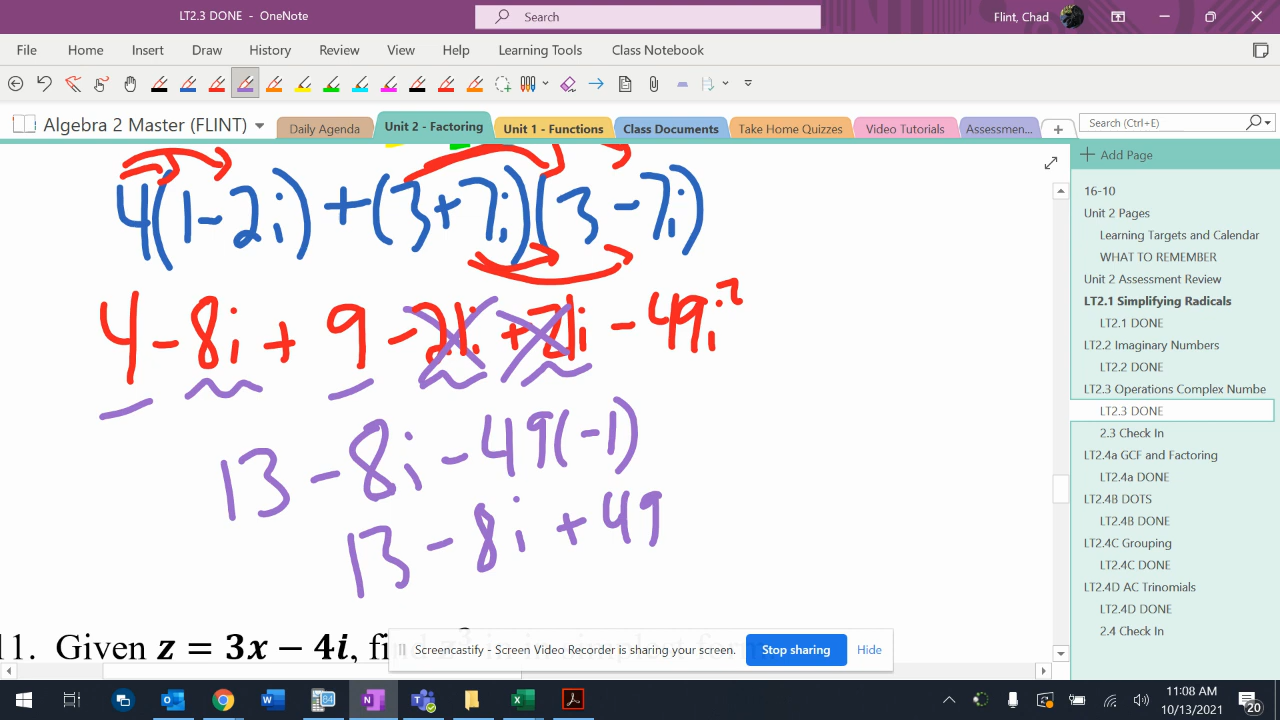 LT2.3 DONE - OneNote
Search
Flint, Chad
File Home Insert Draw History Review View Help Learning Tools Class Notebook
Algebra 2 Master (FLINT)
Daily Agenda
Unit 2 - Factoring
Unit 1 - Functions
Class Documents
Take Home Quizzes
Video Tutorials
Assessmen...
Search (Ctrl+E)
Add Page
16-10
Unit 2 Pages
Learning Targets and Calendar
WHAT TO REMEMBER
Unit 2 Assessment Review
LT2.1 Simplifying Radicals
LT2.1 DONE
LT2.2 Imaginary Numbers
LT2.2 DONE
LT2.3 Operations Complex Numbe
LT2.3 DONE
2.3 Check In
LT2.4a GCF and Factoring
LT2.4a DONE
LT2.4B DOTS
LT2.4B DONE
LT2.4C Grouping
LT2.4C DONE
LT2.4D AC Trinomials
LT2.4D DONE
2.4 Check In
4(1-2i) + (3+7i)(3-7i)
4 - 8i + 9 - 21i + 21i - 49i²
13 - 8i - 49(-1)
13 - 8i + 49
11. Given z = 3x − 4i, fi
Screencastify - Screen Video Recorder is sharing your screen.
Stop sharing
Hide
84
11:08 AM
10/13/2021
20